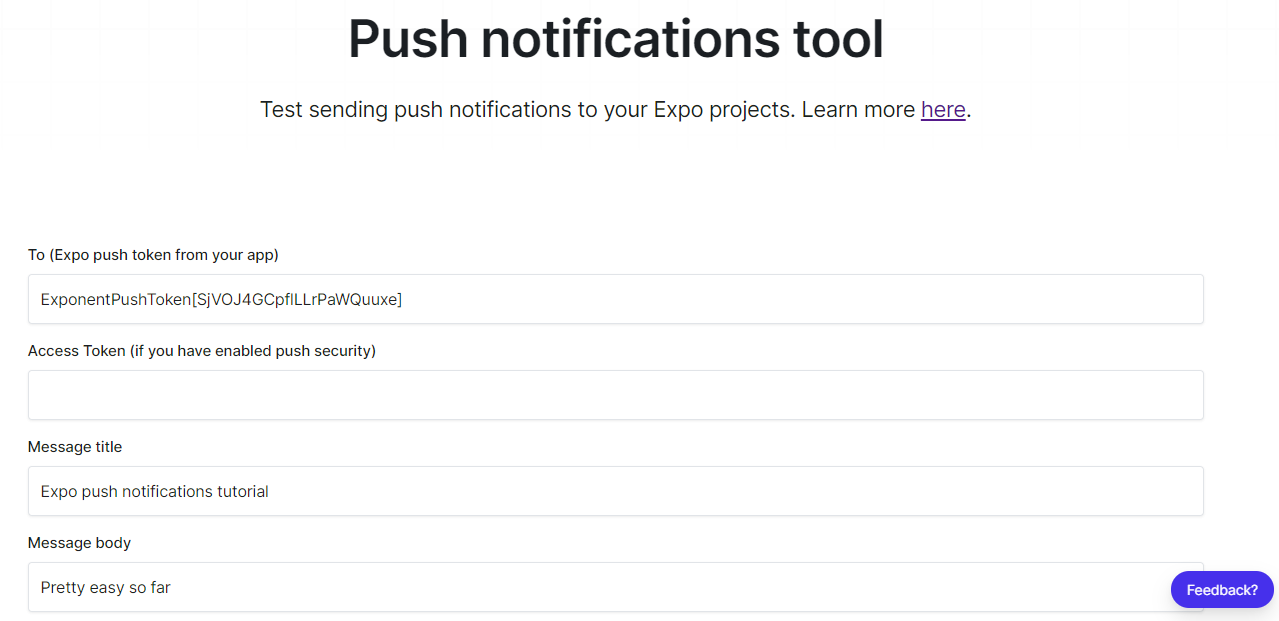 Push notifications tool
Test sending push notifications to your Expo projects. Learn more here.
To (Expo push token from your app)
ExponentPushToken[SjVOJ4GCpflLLrPaWQuuxe]
Access Token (if you have enabled push security)
Message title
Expo push notifications tutorial
Message body
Pretty easy so far
Feedback?